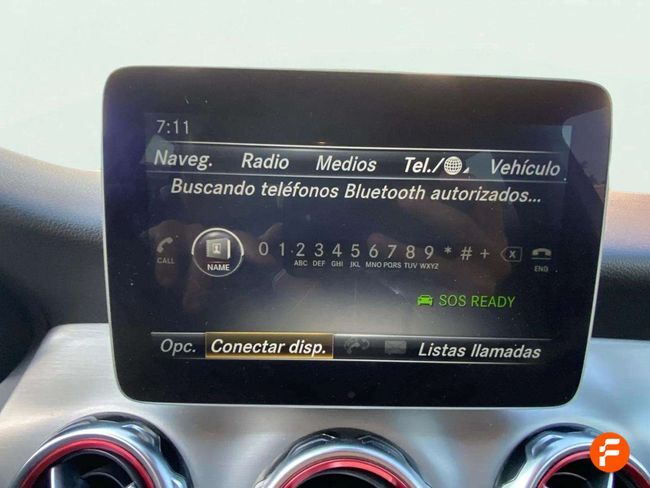 7:11
Naveg. Radio Medios Tel./ Vehículo
Buscando teléfonos Bluetooth autorizados...
CALL NAME 0 1 2 3 4 5 6 7 8 9 * # + X END
ABC DEF GHI JKL MNO PQRS TUV WXYZ
SOS READY
Opc. Conectar disp. Listas llamadas
F